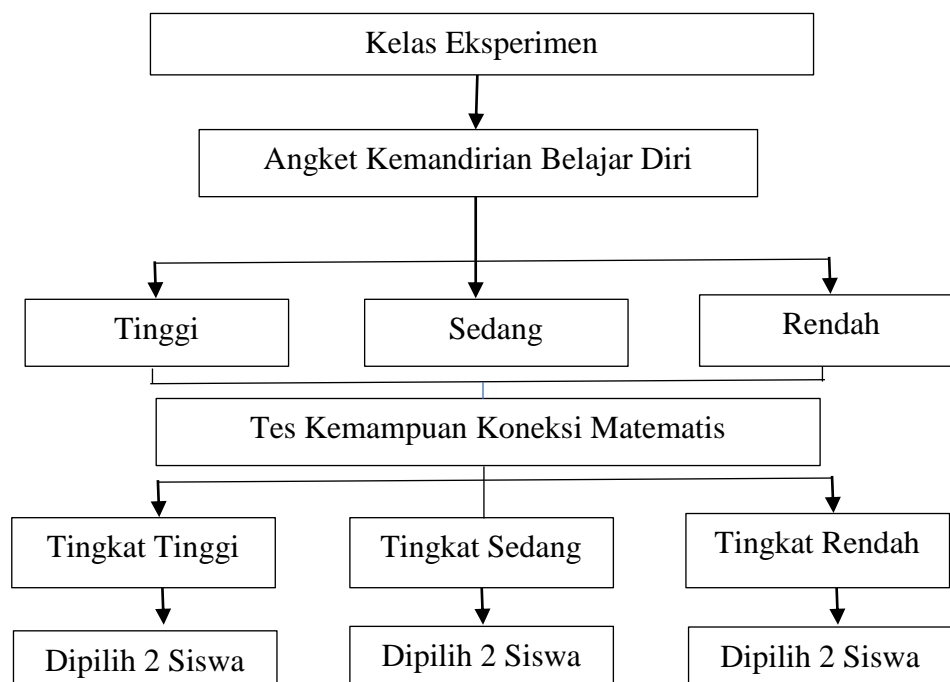 Kelas Eksperimen
Angket Kemandirian Belajar Diri
Tinggi
Sedang
Rendah
Tes Kemampuan Koneksi Matematis
Tingkat Tinggi
Tingkat Sedang
Tingkat Rendah
Dipilih 2 Siswa
Dipilih 2 Siswa
Dipilih 2 Siswa